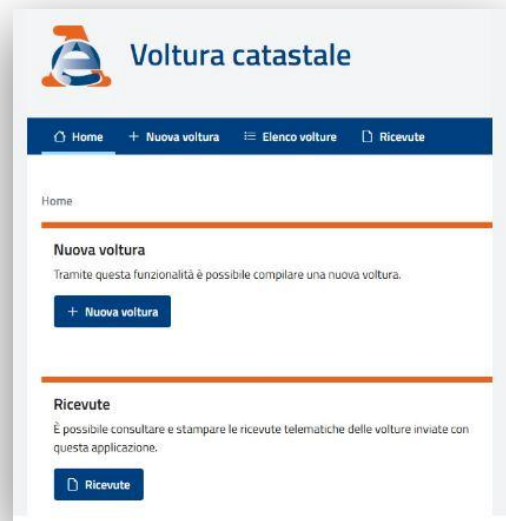 Voltura catastale
Home + Nuova voltura Elenco volture Ricevute
Home
Nuova voltura
Tramite questa funzionalità è possibile compilare una nuova voltura.
+ Nuova voltura
Ricevute
È possibile consultare e stampare le ricevute telematiche delle volture inviate con
questa applicazione.
Ricevute